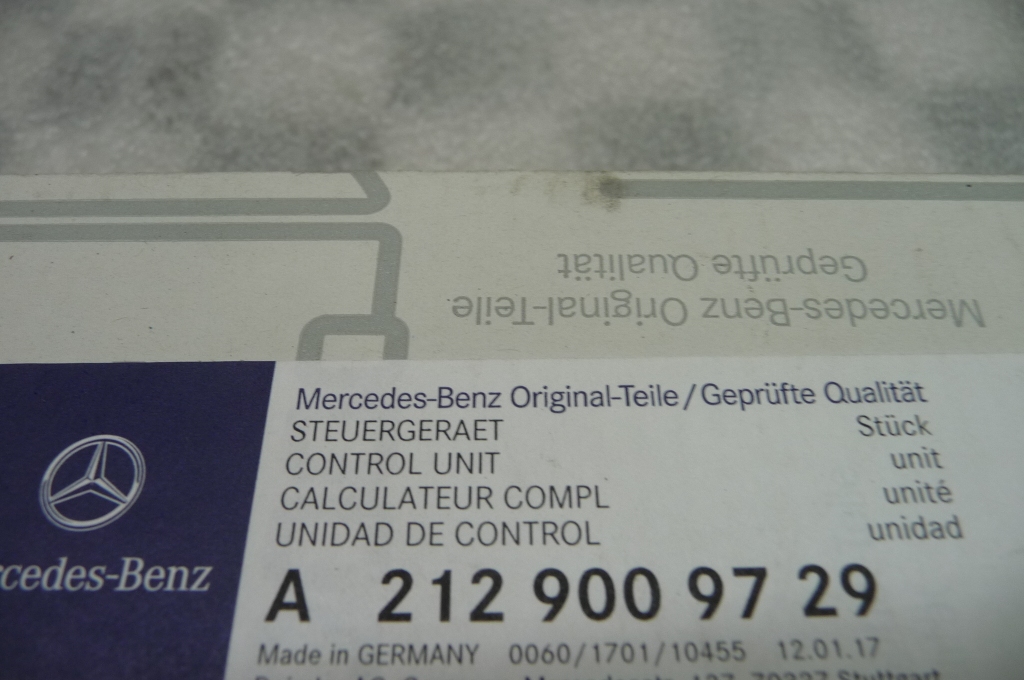 Geprüfte Qualität
Mercedes-Benz Original-Teile
Mercedes-Benz Original-Teile/Geprüfte Qualität
STEUERGERAET Stück
CONTROL UNIT unit
CALCULATEUR COMPL unité
UNIDAD DE CONTROL unidad
rcedes-Benz
A 212 900 97 29
Made in GERMANY 0060/1701/10455 12.01.17